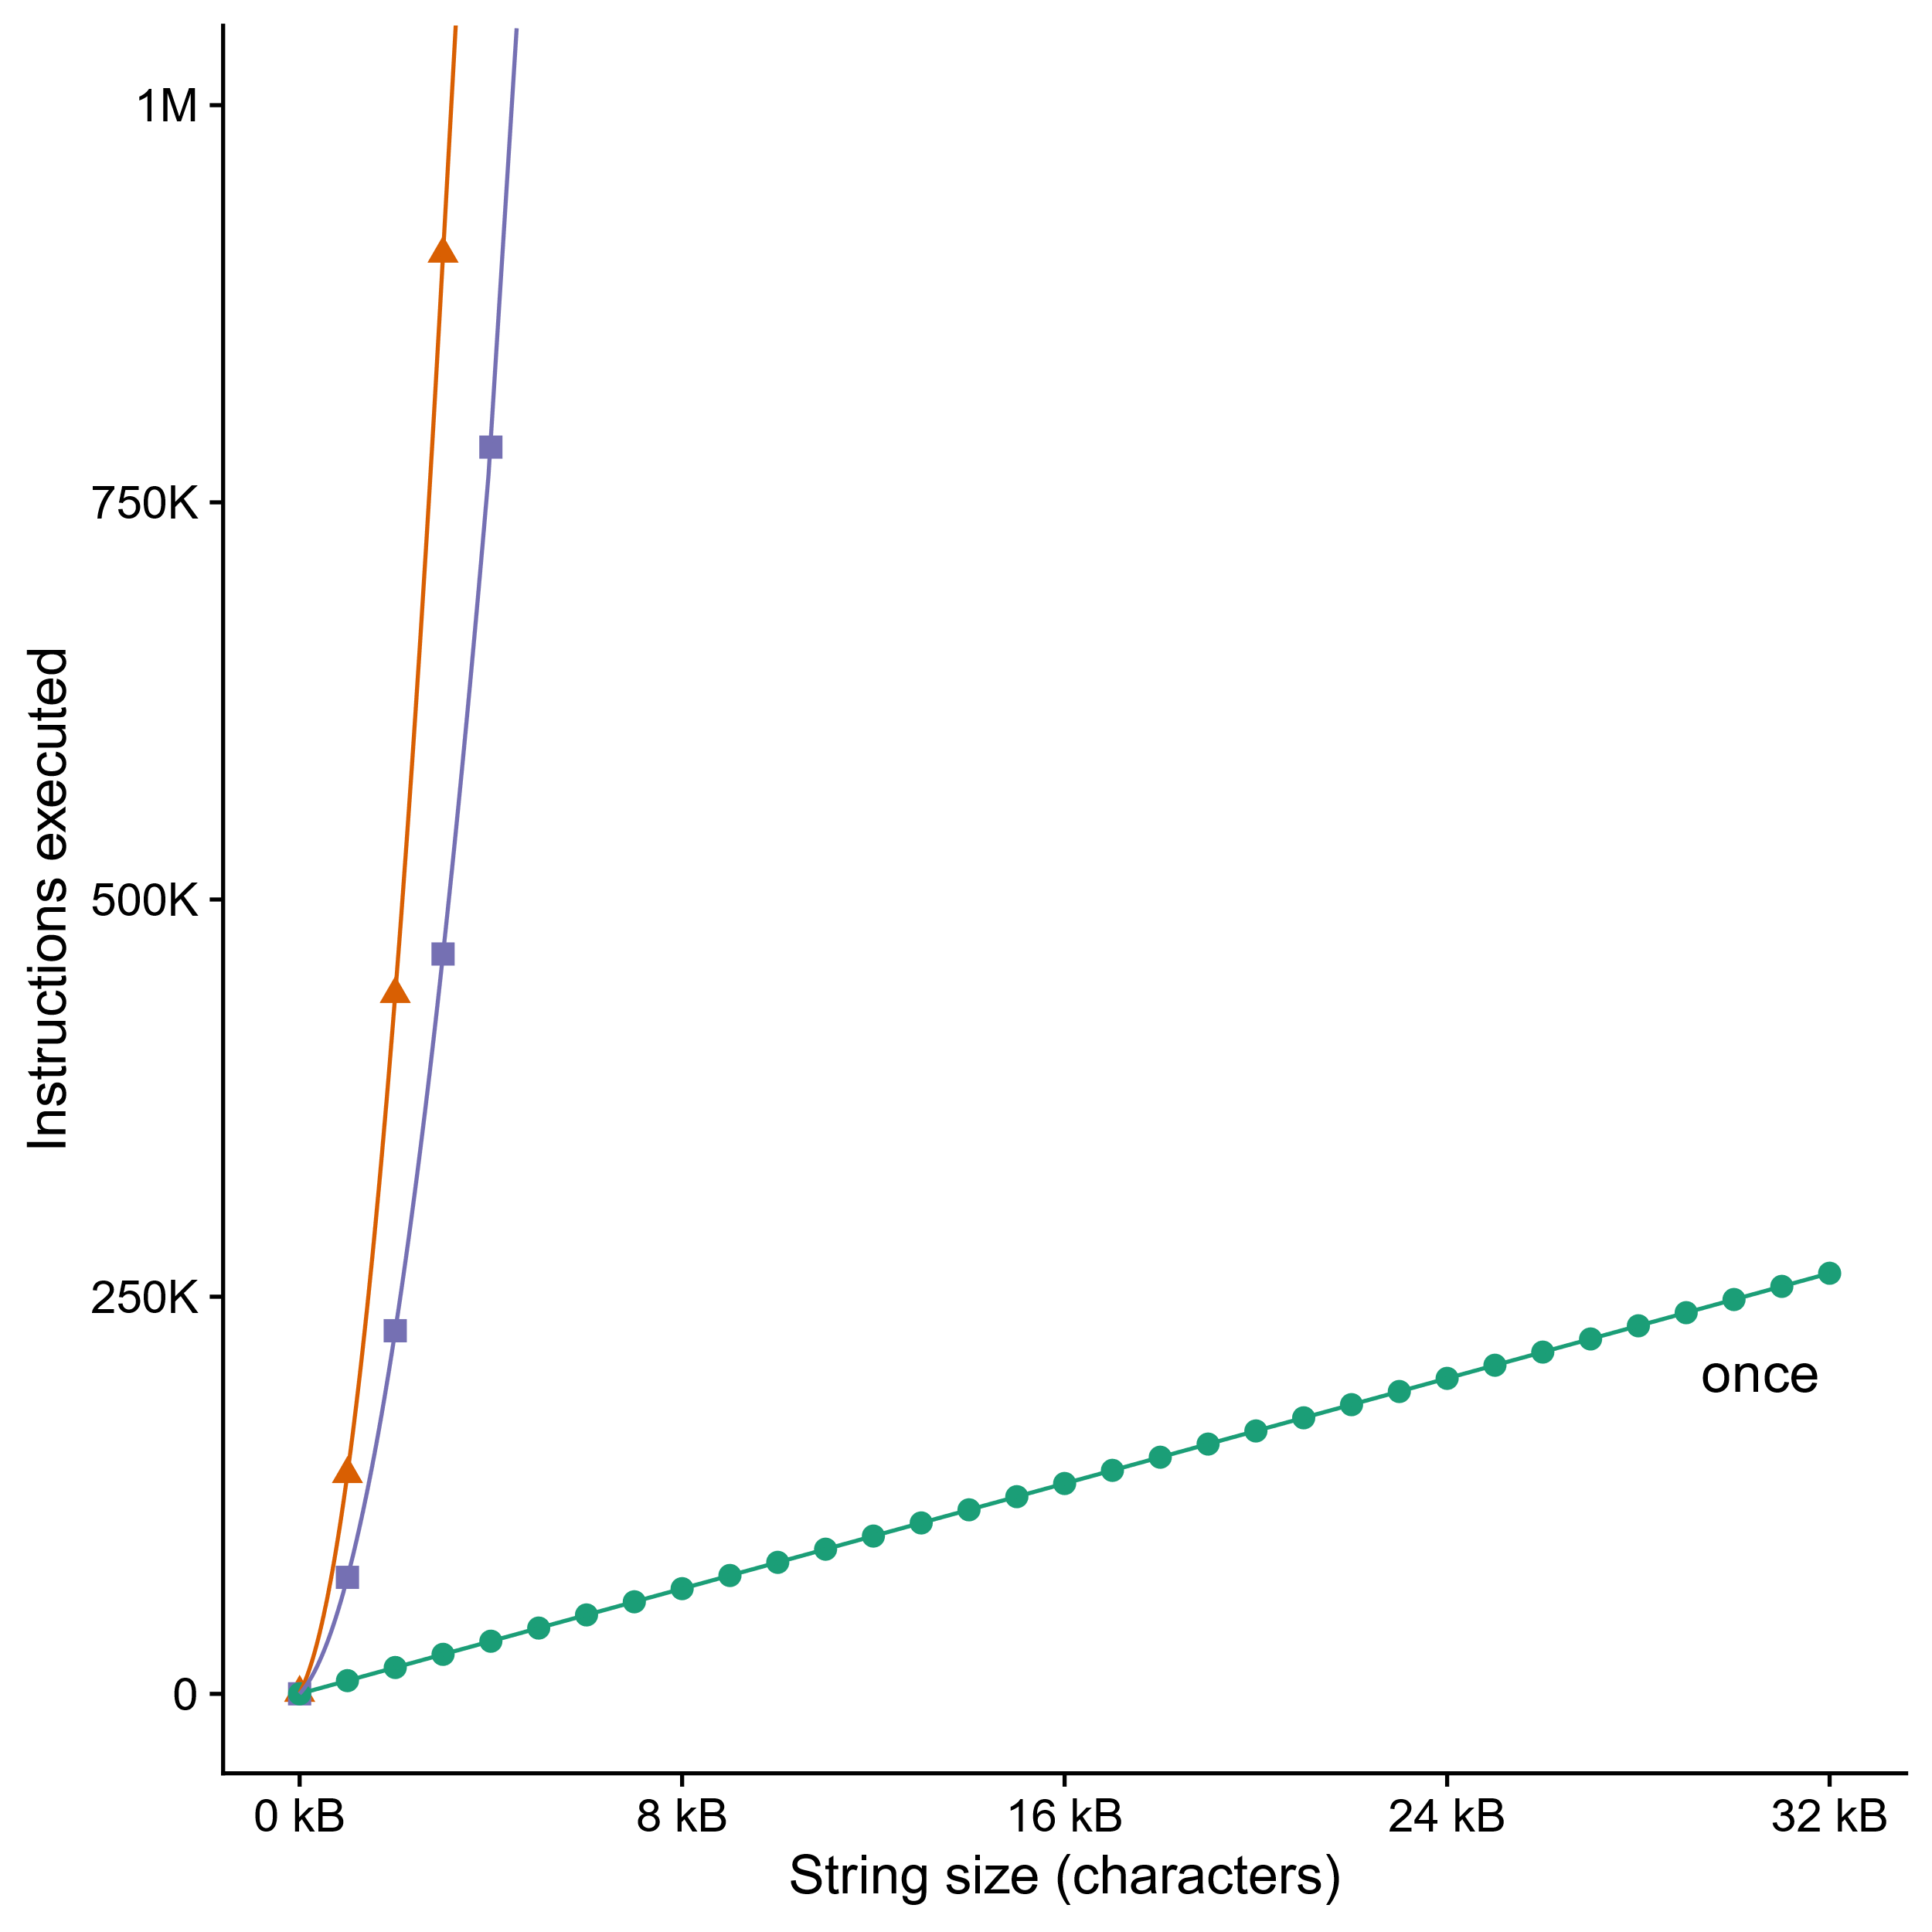 1M
750K
500K
250K
0
Instructions executed
once
0 kB
8 kB
16 kB
24 kB
32 kB
String size (characters)